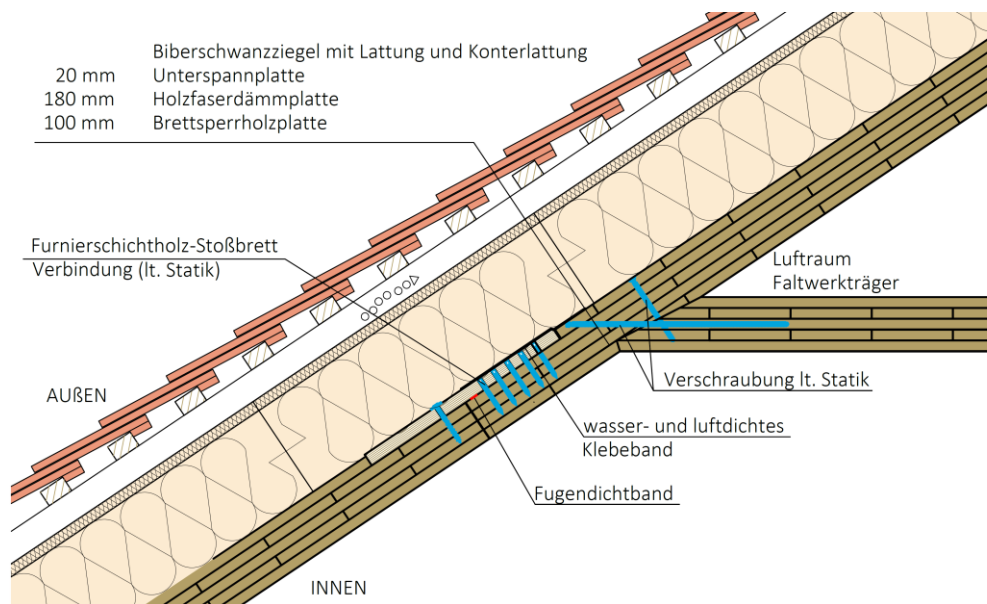 Biberschwanzziegel mit Lattung und Konterlattung
20 mm Unterspannplatte
180 mm Holzfaserdämmplatte
100 mm Brettsperrholzplatte
Furnierschichtholz-Stoßbrett
Verbindung (lt. Statik)
Luftraum
Faltwerkträger
AUßEN
Verschraubung lt. Statik
wasser- und luftdichtes
Klebeband
Fugendichtband
INNEN